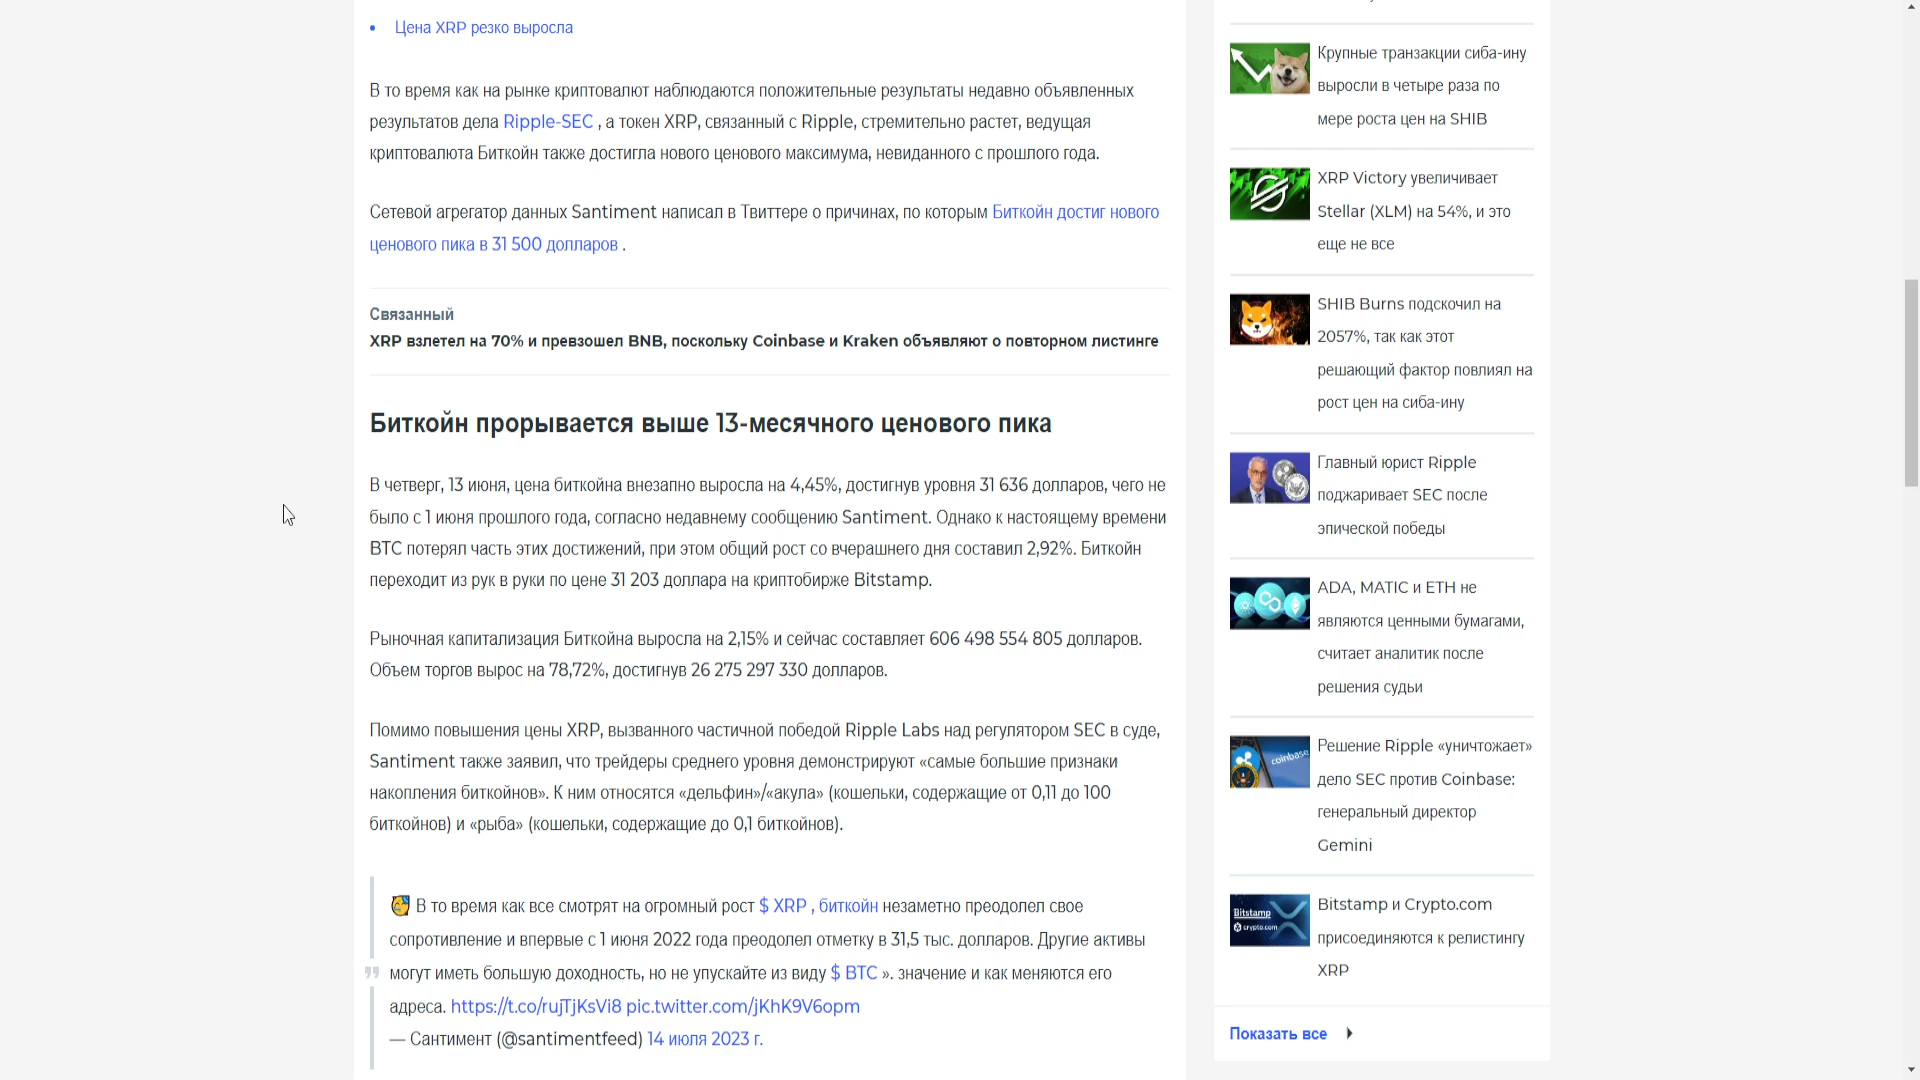 Цена XRP резко выросла
В то время как на рынке криптовалют наблюдаются положительные результаты недавно объявленных
результатов дела Ripple-SEC , а токен XRP, связанный с Ripple, стремительно растет, ведущая
криптовалюта Биткойн также достигла нового ценового максимума, невиданного с прошлого года.
Сетевой агрегатор данных Santiment написал в Твиттере о причинах, по которым Биткойн достиг нового
ценового пика в 31 500 долларов .
Связанный
XRP взлетел на 70% и превзошел BNB, поскольку Coinbase и Kraken объявляют о повторном листинге
Биткойн прорывается выше 13-месячного ценового пика
В четверг, 13 июня, цена биткойна внезапно выросла на 4,45%, достигнув уровня 31 636 долларов, чего не
было с 1 июня прошлого года, согласно недавнему сообщению Santiment. Однако к настоящему времени
BTC потерял часть этих достижений, при этом общий рост со вчерашнего дня составил 2,92%. Биткойн
переходит из рук в руки по цене 31 203 доллара на криптобирже Bitstamp.
Рыночная капитализация Биткойна выросла на 2,15% и сейчас составляет 606 498 554 805 долларов.
Объем торгов вырос на 78,72%, достигнув 26 275 297 330 долларов.
Помимо повышения цены XRP, вызванного частичной победой Ripple Labs над регулятором SEC в суде,
Santiment также заявил, что трейдеры среднего уровня демонстрируют «самые большие признаки
накопления биткойнов». К ним относятся «дельфин»/«акула» (кошельки, содержащие от 0,11 до 100
биткойнов) и «рыба» (кошельки, содержащие до 0,1 биткойнов).
🥳 В то время как все смотрят на огромный рост $ XRP , биткойн незаметно преодолел свое
сопротивление и впервые с 1 июня 2022 года преодолел отметку в 31,5 тыс. долларов. Другие активы
могут иметь большую доходность, но не упускайте из виду $ BTC ». значение и как меняются его
адреса. https://t.co/rujTjKsVi8 pic.twitter.com/jKhK9V6opm
— Сантимент (@santimentfeed) 14 июля 2023 г.
Крупные транзакции сиба-ину
выросли в четыре раза по
мере роста цен на SHIB
XRP Victory увеличивает
Stellar (XLM) на 54%, и это
еще не все
SHIB Burns подскочил на
2057%, так как этот
решающий фактор повлиял на
рост цен на сиба-ину
Главный юрист Ripple
поджаривает SEC после
эпической победы
ADA, MATIC и ETH не
являются ценными бумагами,
считает аналитик после
решения судьи
coinbase
Решение Ripple «уничтожает»
дело SEC против Coinbase:
генеральный директор
Gemini
Bitstamp
crypto.com
Bitstamp и Crypto.com
присоединяются к релистингу
XRP
Показать все